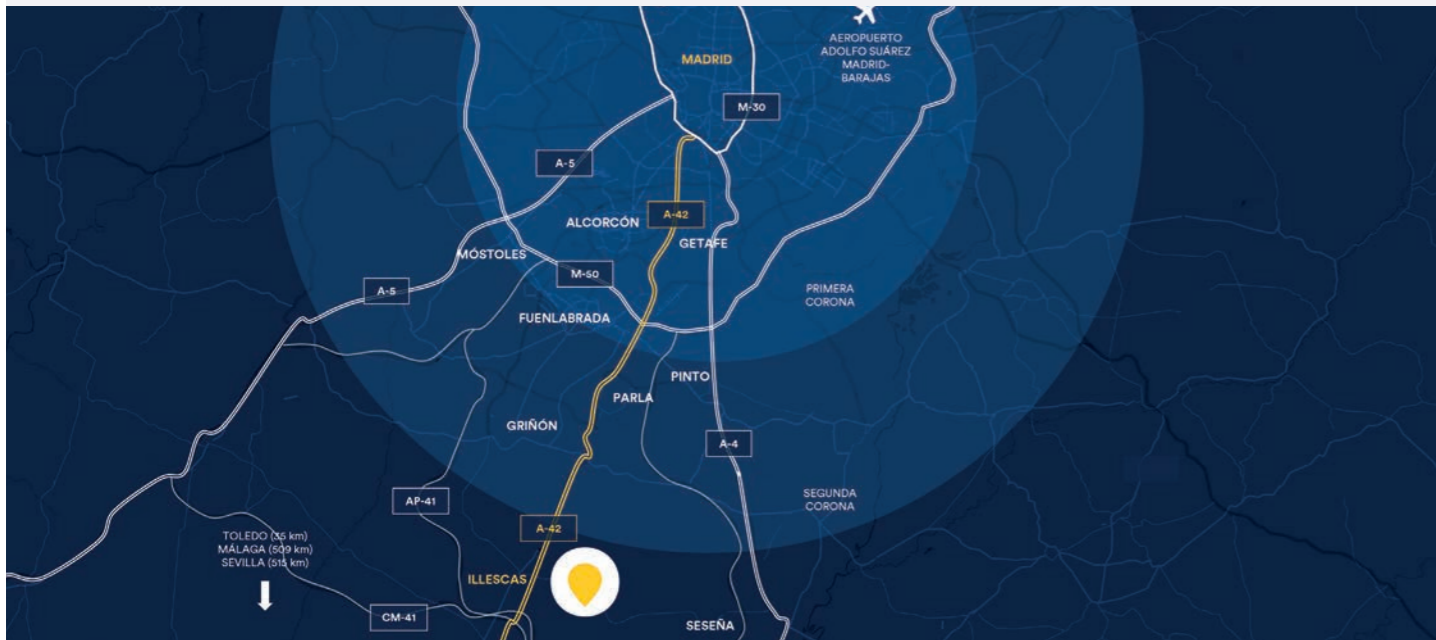 AEROPUERTO
ADOLFO SUÁREZ
MADRID-
BARAJAS
MADRID
M-30
A-5
ALCORCÓN
A-42
GETAFE
MÓSTOLES
M-50
A-5
PRIMERA
CORONA
FUENLABRADA
PINTO
PARLA
GRIÑÓN
A-4
AP-41
SEGUNDA
CORONA
A-42
TOLEDO (35 km)
MÁLAGA (509 km)
SEVILLA (515 km)
ILLESCAS
CM-41
SESEÑA